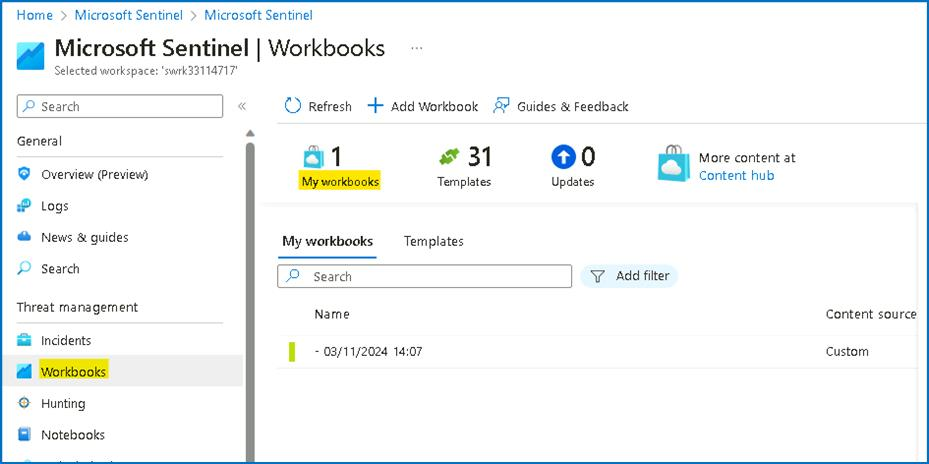 Home > Microsoft Sentinel > Microsoft Sentinel
Microsoft Sentinel | Workbooks ...
Selected workspace: 'swrk33114717'
Search «
General
Overview (Preview)
Logs
News & guides
Search
Threat management
Incidents
Workbooks
Hunting
Notebooks
Refresh + Add Workbook Guides & Feedback
1
My workbooks
31
Templates
0
Updates
More content at
Content hub
My workbooks Templates
Search Add filter
Name Content source
- 03/11/2024 14:07 Custom